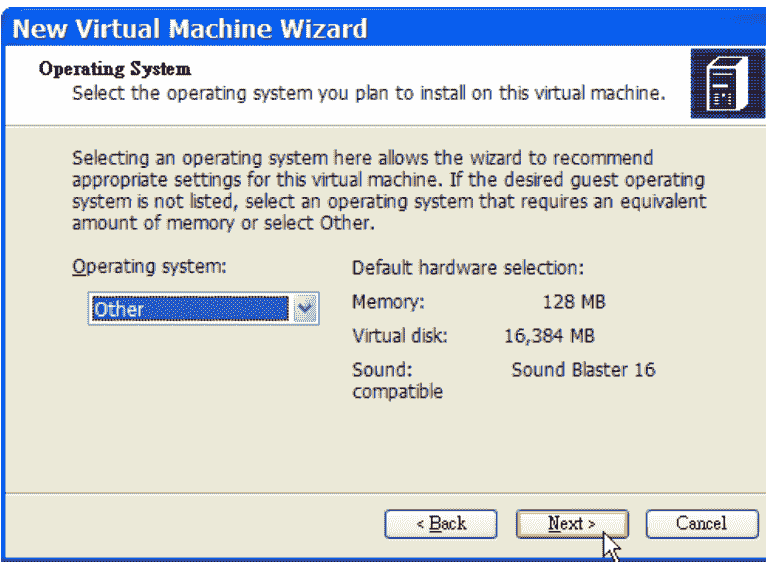 New Virtual Machine Wizard
Operating System
Select the operating system you plan to install on this virtual machine.
Selecting an operating system here allows the wizard to recommend
appropriate settings for this virtual machine. If the desired guest operating
system is not listed, select an operating system that requires an equivalent
amount of memory or select Other.
Operating system:
Other
Default hardware selection:
Memory: 128 MB
Virtual disk: 16,384 MB
Sound: Sound Blaster 16
compatible
< Back Next > Cancel